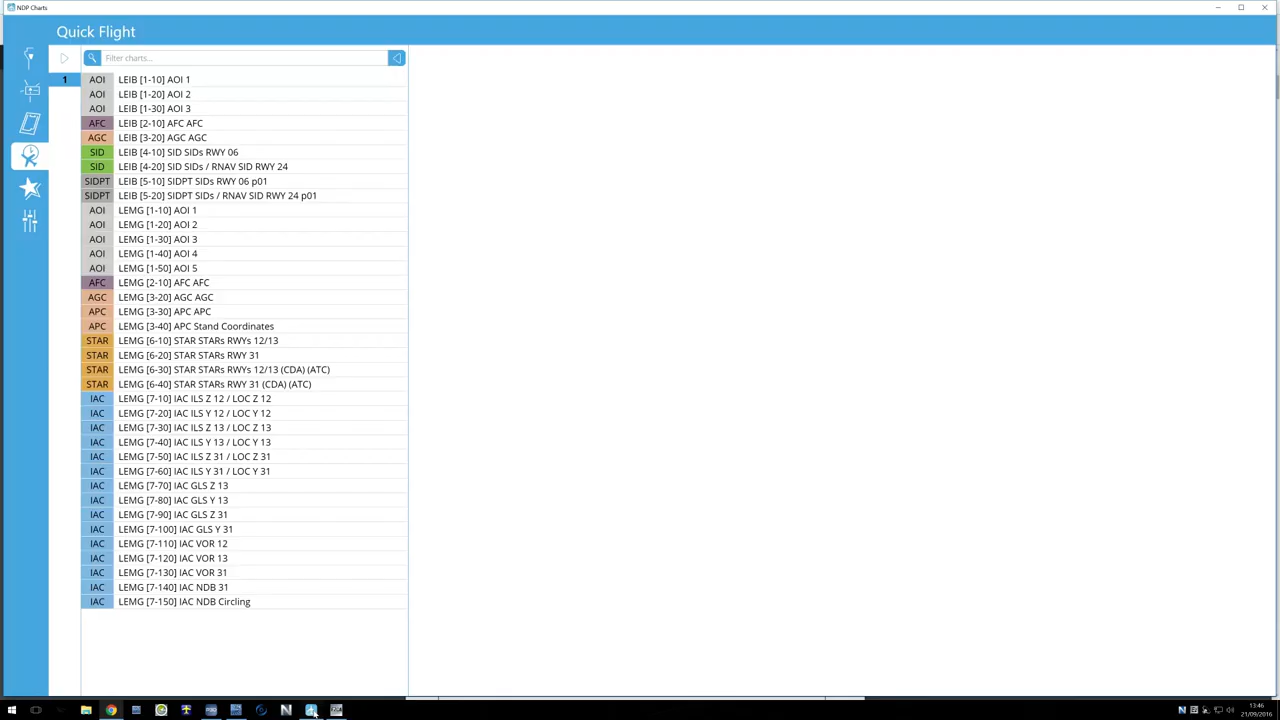 NDP Charts
Quick Flight
Filter charts...
1
AOI LEIB [1-10] AOI 1
AOI LEIB [1-20] AOI 2
AOI LEIB [1-30] AOI 3
AFC LEIB [2-10] AFC AFC
AGC LEIB [3-20] AGC AGC
SID LEIB [4-10] SID SIDs RWY 06
SID LEIB [4-20] SID SIDs / RNAV SID RWY 24
SIDPT LEIB [5-10] SIDPT SIDs RWY 06 p01
SIDPT LEIB [5-20] SIDPT SIDs / RNAV SID RWY 24 p01
AOI LEMG [1-10] AOI 1
AOI LEMG [1-20] AOI 2
AOI LEMG [1-30] AOI 3
AOI LEMG [1-40] AOI 4
AOI LEMG [1-50] AOI 5
AFC LEMG [2-10] AFC AFC
AGC LEMG [3-20] AGC AGC
APC LEMG [3-30] APC APC
APC LEMG [3-40] APC Stand Coordinates
STAR LEMG [6-10] STAR STARs RWYs 12/13
STAR LEMG [6-20] STAR STARs RWY 31
STAR LEMG [6-30] STAR STARs RWYs 12/13 (CDA) (ATC)
STAR LEMG [6-40] STAR STARs RWY 31 (CDA) (ATC)
IAC LEMG [7-10] IAC ILS Z 12 / LOC Z 12
IAC LEMG [7-20] IAC ILS Y 12 / LOC Y 12
IAC LEMG [7-30] IAC ILS Z 13 / LOC Z 13
IAC LEMG [7-40] IAC ILS Y 13 / LOC Y 13
IAC LEMG [7-50] IAC ILS Z 31 / LOC Z 31
IAC LEMG [7-60] IAC ILS Y 31 / LOC Y 31
IAC LEMG [7-70] IAC GLS Z 13
IAC LEMG [7-80] IAC GLS Y 13
IAC LEMG [7-90] IAC GLS Z 31
IAC LEMG [7-100] IAC GLS Y 31
IAC LEMG [7-110] IAC VOR 12
IAC LEMG [7-120] IAC VOR 13
IAC LEMG [7-130] IAC VOR 31
IAC LEMG [7-140] IAC NDB 31
IAC LEMG [7-150] IAC NDB Circling
13:46
21/09/2016